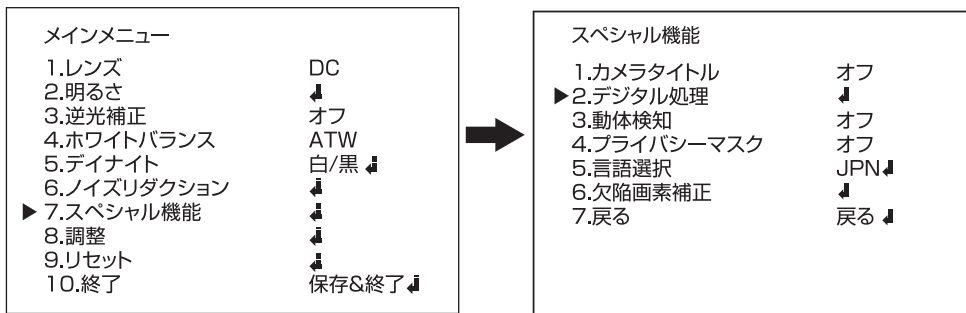 メインメニュー
1.レンズ DC
2.明るさ ↲
3.逆光補正 オフ
4.ホワイトバランス ATW
5.デイナイト 白/黒 ↲
6.ノイズリダクション ↲
▶ 7.スペシャル機能 ↲
8.調整 ↲
9.リセット ↲
10.終了 保存&終了↲
スペシャル機能
1.カメラタイトル オフ
▶ 2.デジタル処理 ↲
3.動体検知 オフ
4.プライバシーマスク オフ
5.言語選択 JPN↲
6.欠陥画素補正 ↲
7.戻る 戻る ↲